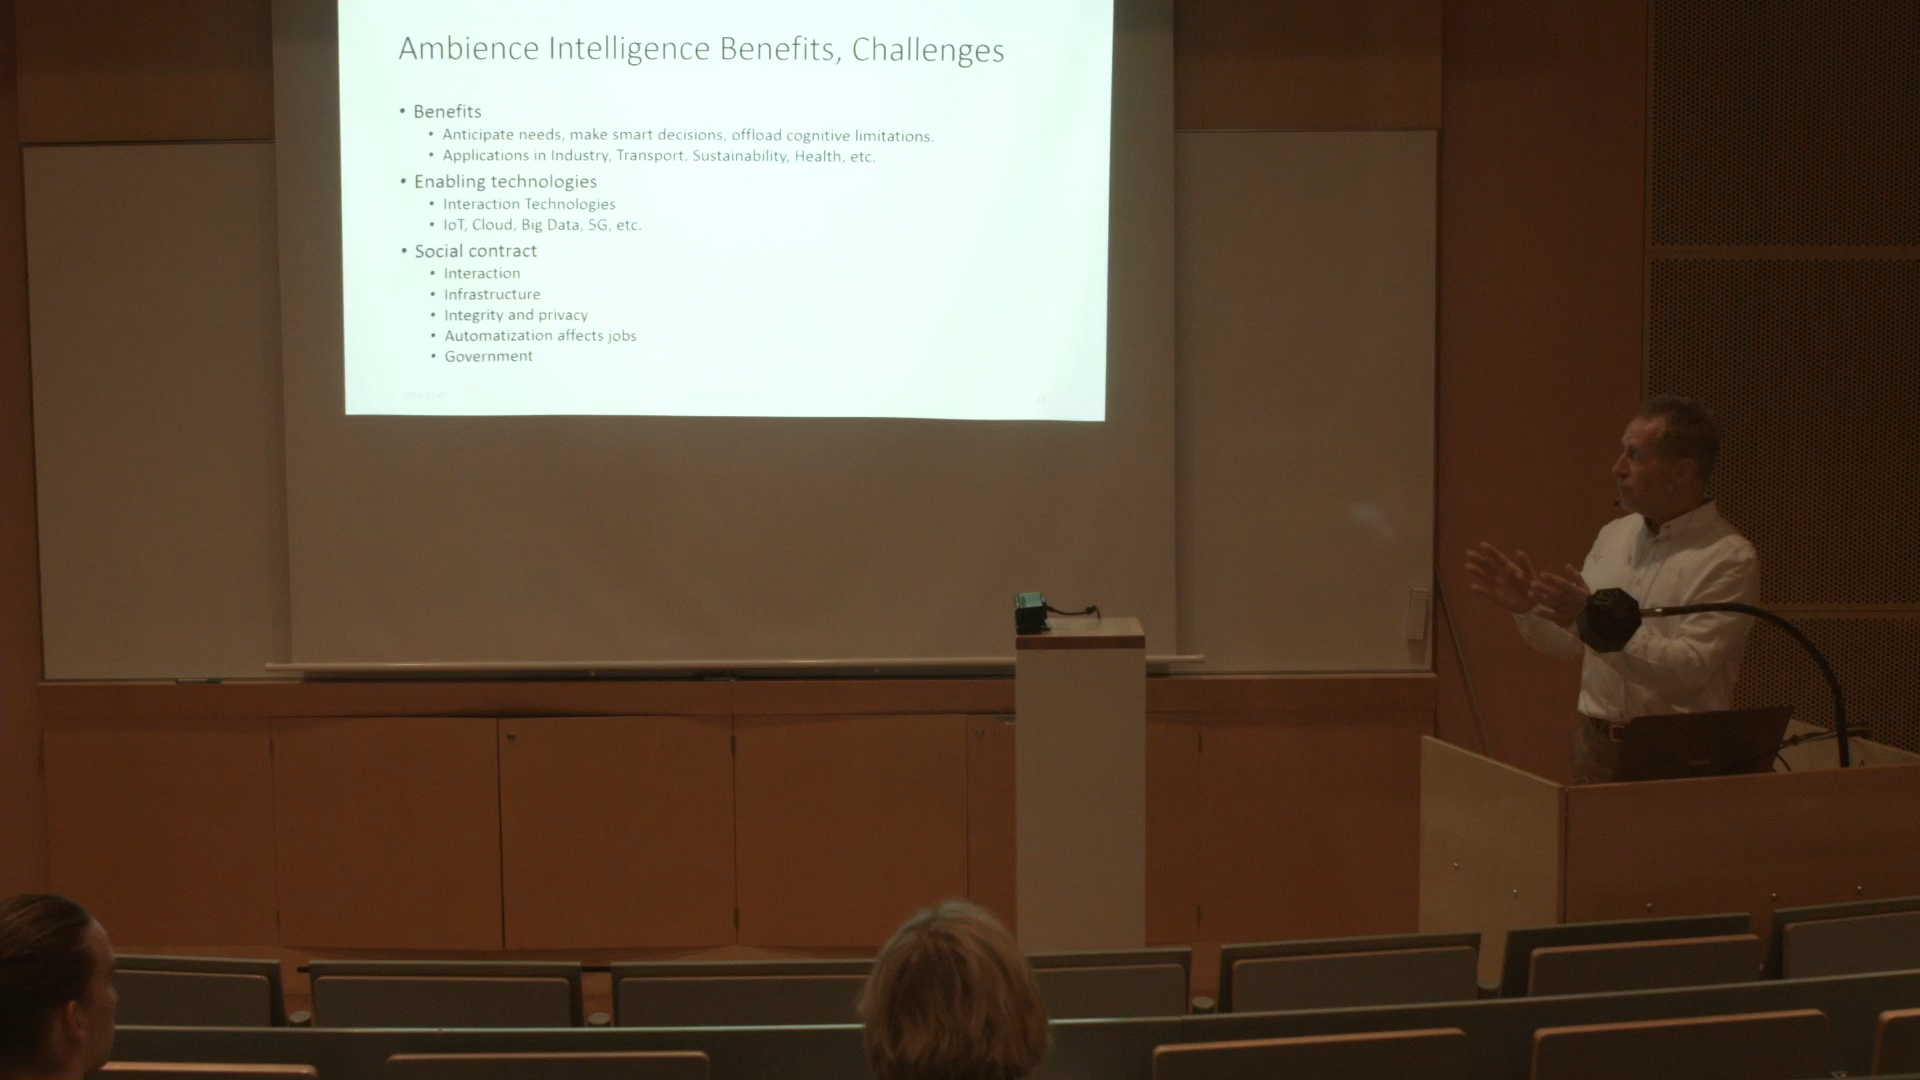 Ambience Intelligence Benefits, Challenges
• Benefits
• Anticipate needs, make smart decisions, offload cognitive limitations.
• Applications in Industry, Transport, Sustainability, Health, etc.
• Enabling technologies
• Interaction Technologies
• IoT, Cloud, Big Data, 5G, etc.
• Social contract
• Interaction
• Infrastructure
• Integrity and privacy
• Automatization affects jobs
• Government